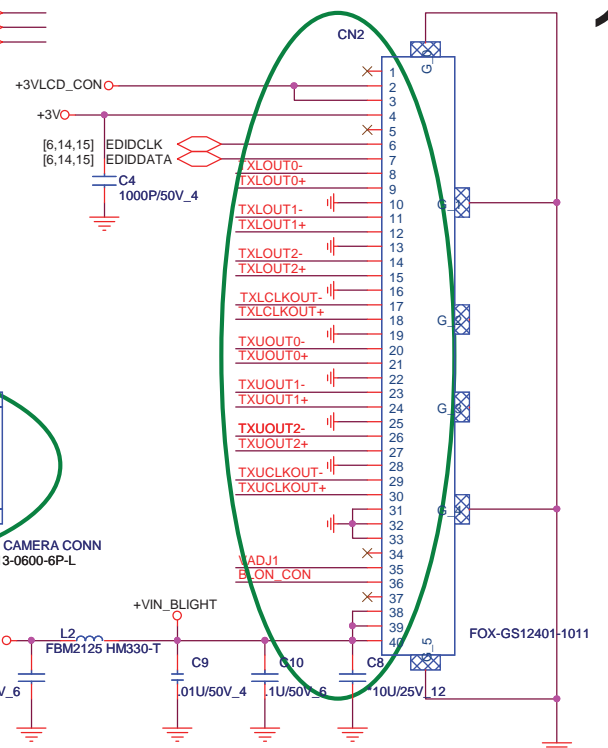 CN2
G_0
1
+3VLCD_CON
2
3
+3V
4
5
[6,14,15] EDIDCLK
6
[6,14,15] EDIDDATA
7
TXLOUT0-
8
TXLOUT0+
9
C4
1000P/50V_4
10
G_1
TXLOUT1-
11
TXLOUT1+
12
13
TXLOUT2-
14
TXLOUT2+
15
16
TXLCLKOUT-
17
TXLCLKOUT+
18
G_2
19
TXUOUT0-
20
TXUOUT0+
21
22
TXUOUT1-
23
TXUOUT1+
24
G_3
25
TXUOUT2-
26
TXUOUT2+
27
28
TXUCLKOUT-
29
TXUCLKOUT+
30
31
G_4
32
33
CAMERA CONN
3-0600-6P-L
34
VADJ1
35
BLON_CON
36
37
+VIN_BLIGHT
38
39
40
L2
FBM2125 HM330-T
G_5
FOX-GS12401-1011
C9
C10
C8
V_6
.01U/50V_4
.1U/50V_6
*10U/25V_12